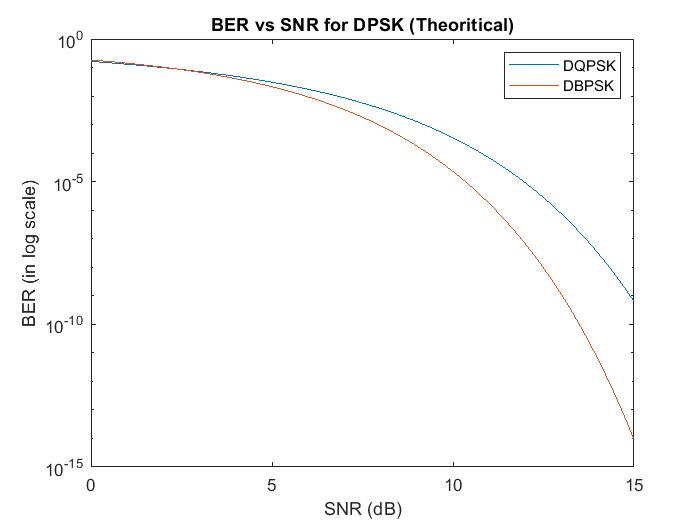 BER vs SNR for DPSK (Theoritical)
10^0
DQPSK
DBPSK
10^-5
BER (in log scale)
10^-10
10^-15
0 5 10 15
SNR (dB)